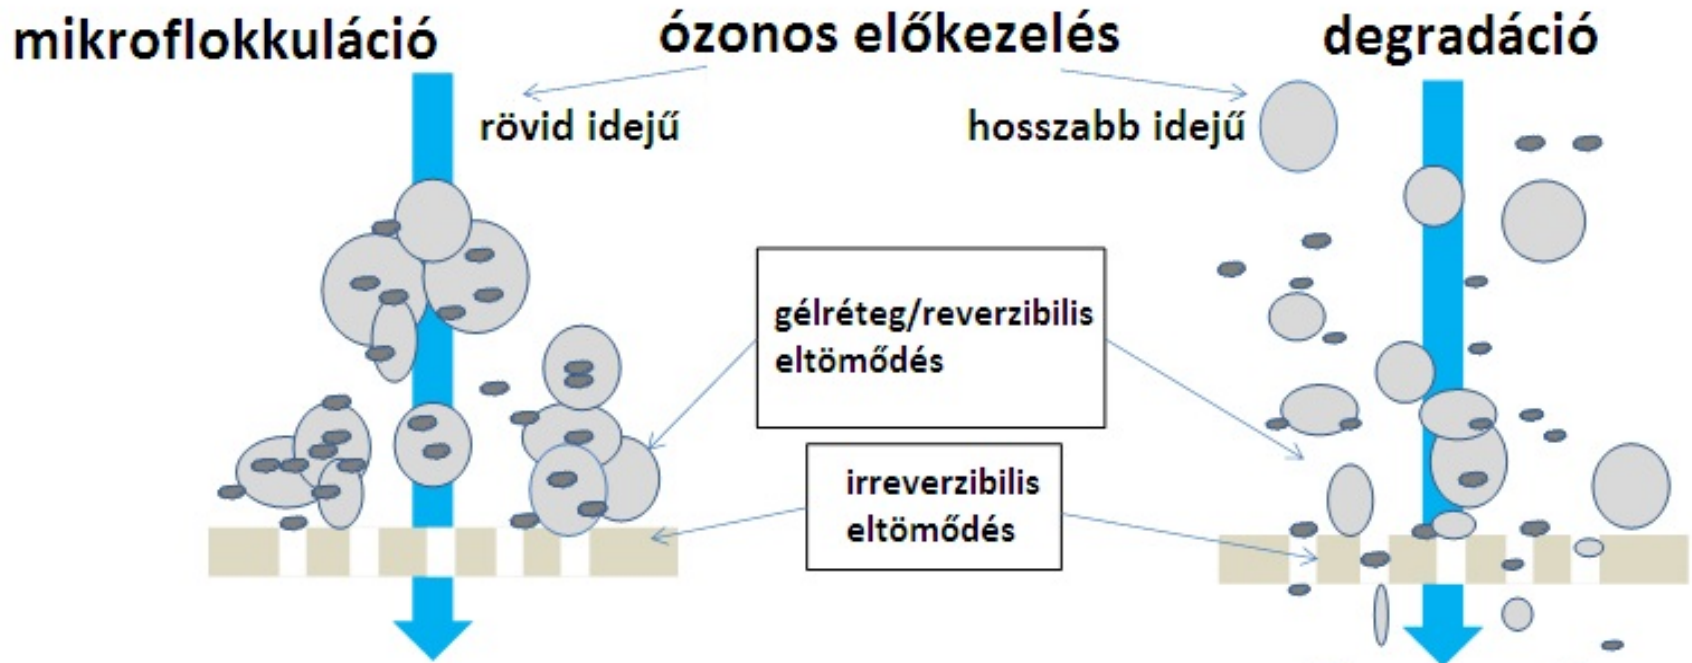 mikroflokkuláció
ózonos előkezelés
degradáció
rövid idejű
hosszabb idejű
gélréteg/reverzibilis
eltömődés
irreverzibilis
eltömődés